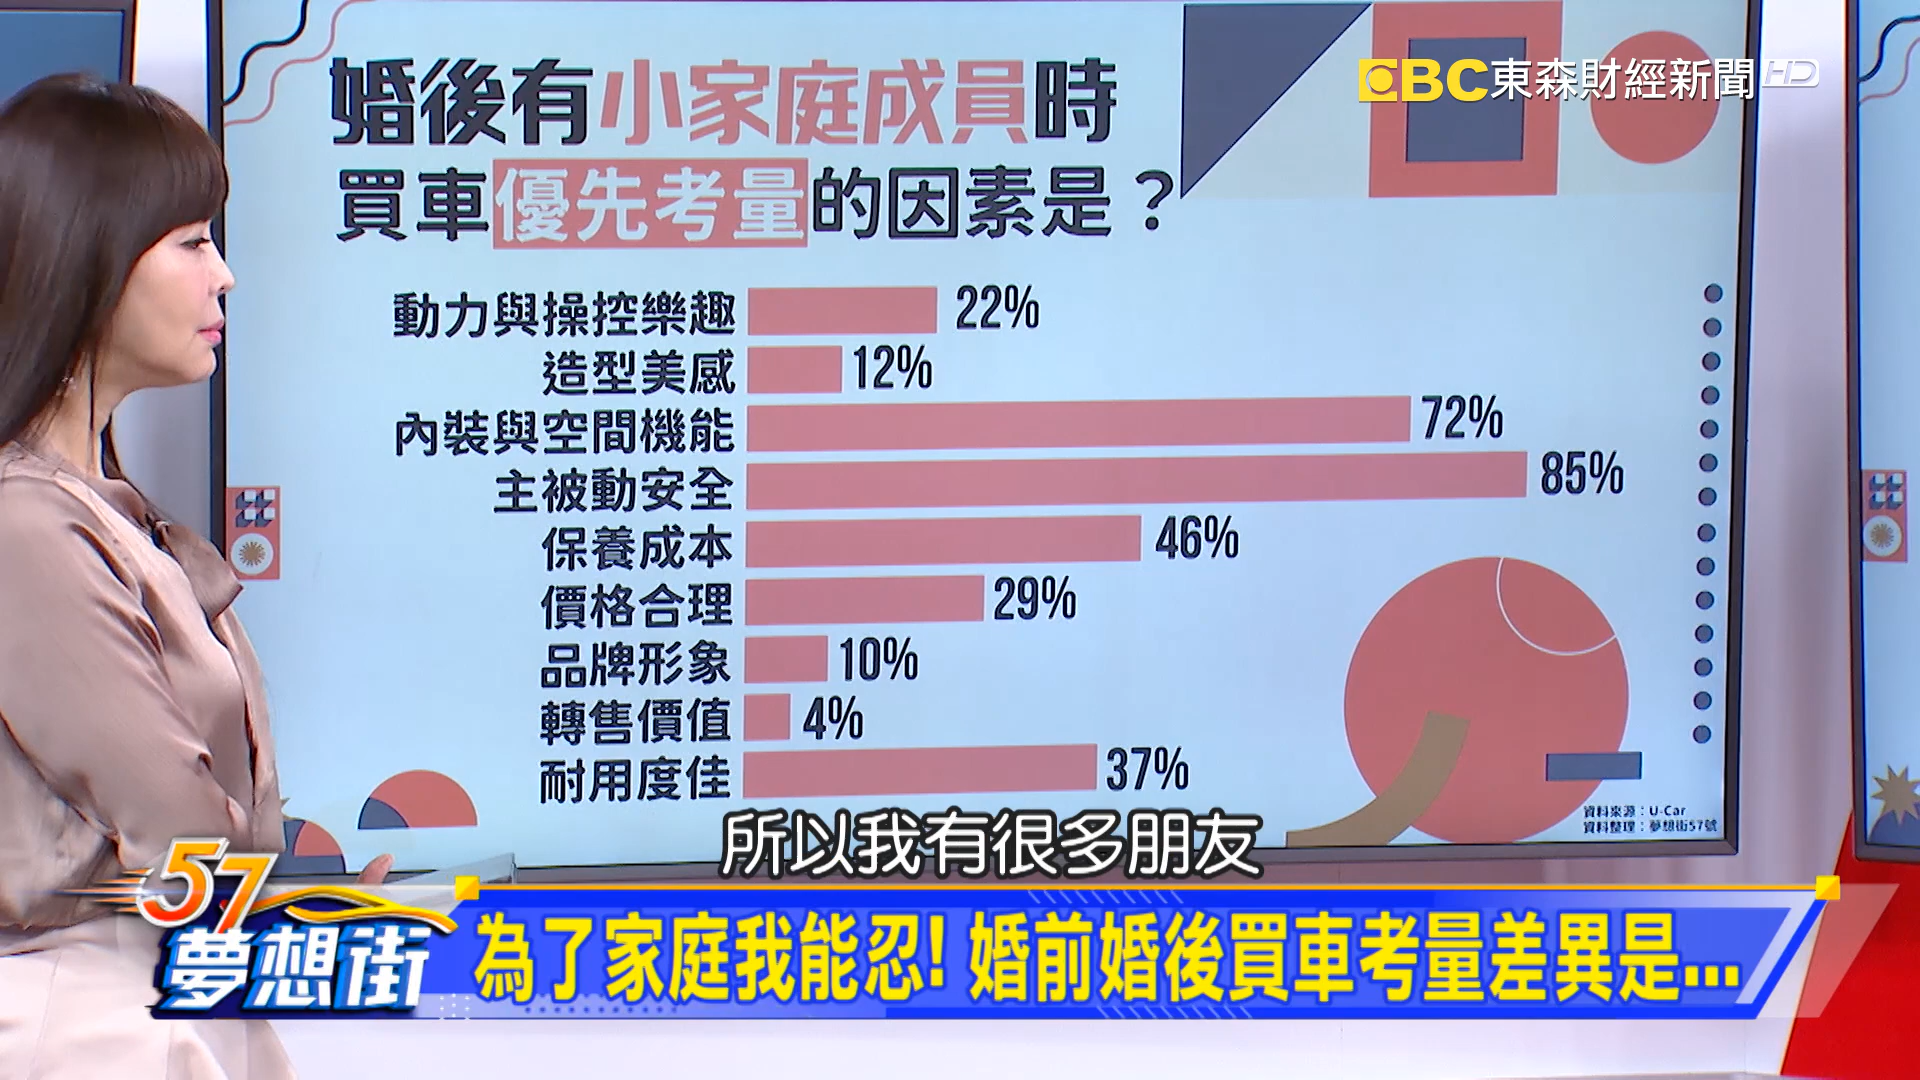 婚後有小家庭成員時
買車優先考量的因素是？
EBC東森財經新聞HD
動力與操控樂趣 22%
造型美感 12%
內裝與空間機能 72%
主被動安全 85%
保養成本 46%
價格合理 29%
品牌形象 10%
轉售價值 4%
耐用度佳 37%
資料來源：U-Car
資料整理：夢想街57號
所以我有很多朋友
57夢想街
為了家庭我能忍！婚前婚後買車考量差異是...